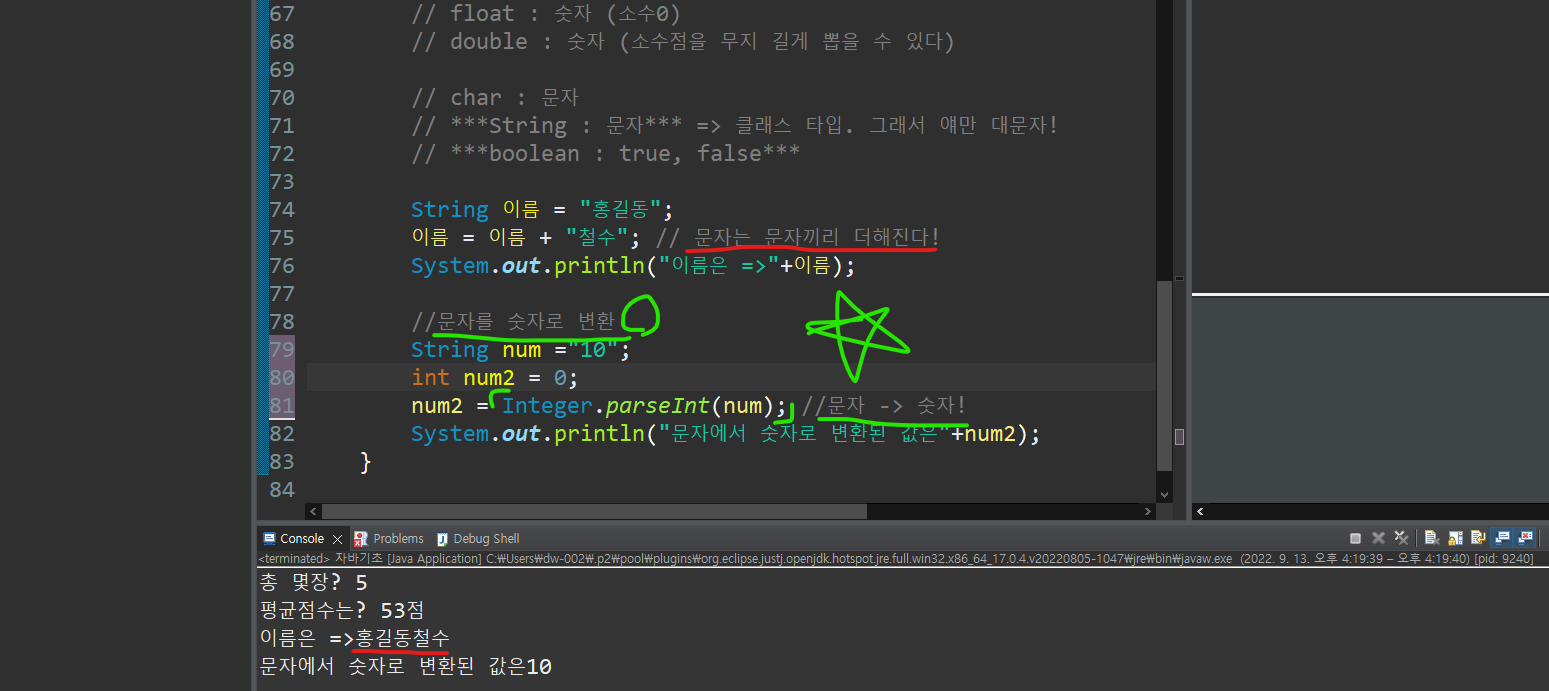 67 // float : 숫자 (소수0)
68 // double : 숫자 (소수점을 무지 길게 뽑을 수 있다)
69
70 // char : 문자
71 // ***String : 문자*** => 클래스 타입. 그래서 얘만 대문자!
72 // ***boolean : true, false***
73
74 String 이름 = "홍길동";
75 이름 = 이름 + "철수"; // 문자는 문자끼리 더해진다!
76 System.out.println("이름은 =>"+이름);
77
78 //문자를 숫자로 변환
79 String num ="10";
80 int num2 = 0;
81 num2 = Integer.parseInt(num); //문자 -> 숫자!
82 System.out.println("문자에서 숫자로 변환된 값은"+num2);
83 }
84
Console Problems Debug Shell
<terminated> 자바기초 [Java Application] C:₩Users₩dw-002₩.p2₩pool₩plugins₩org.eclipse.justj.openjdk.hotspot.jre.full.win32.x86_64_17.0.4.v20220805-1047₩jre₩bin₩javaw.exe (2022. 9. 13. 오후 4:19:39 – 오후 4:19:40) [pid: 9240]
총 몇장? 5
평균점수는? 53점
이름은 =>홍길동철수
문자에서 숫자로 변환된 값은10